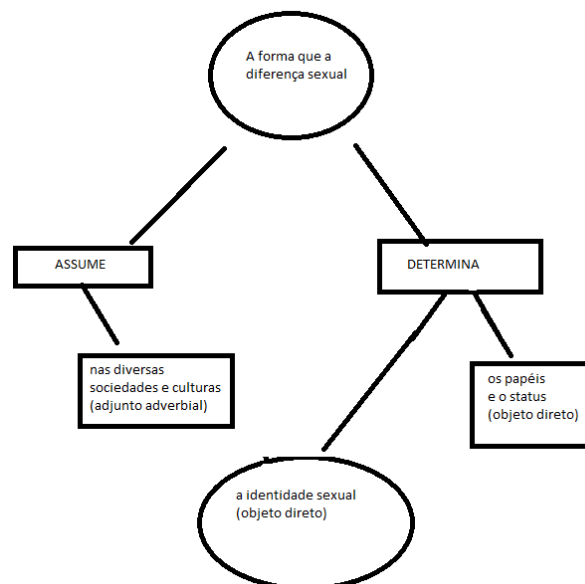 A forma que a
diferença sexual
ASSUME
DETERMINA
nas diversas
sociedades e culturas
(adjunto adverbial)
os papéis
e o status
(objeto direto)
a identidade sexual
(objeto direto)